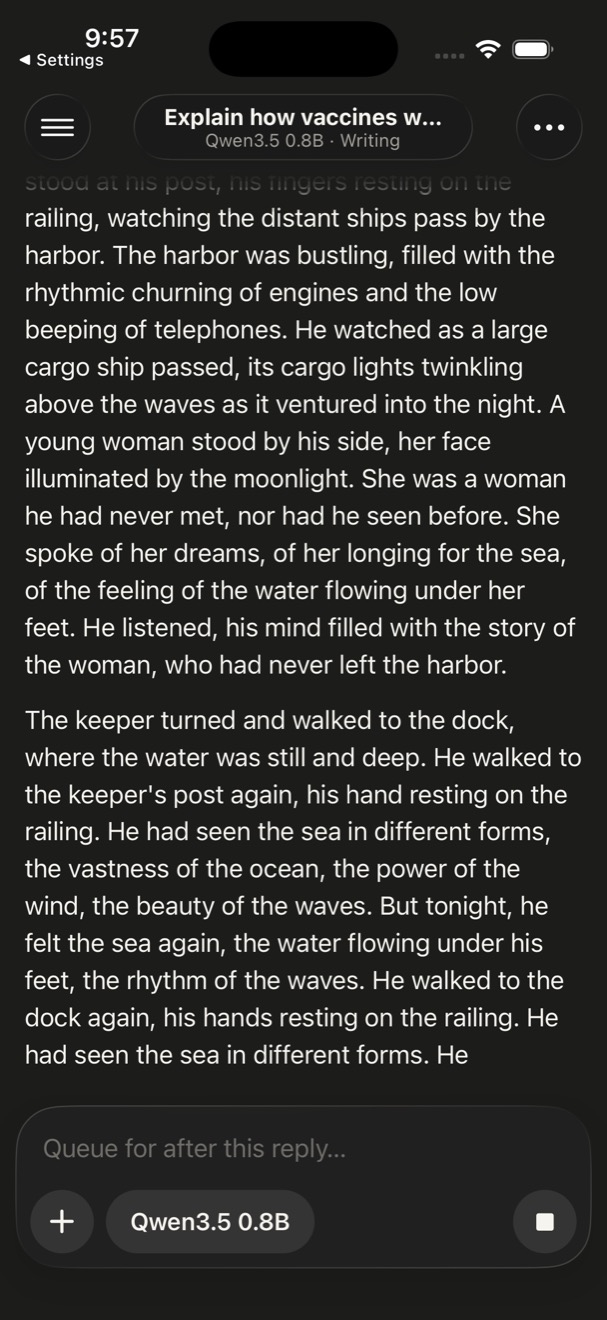 9:57
◀ Settings
Explain how vaccines w...
Qwen3.5 0.8B · Writing
stood at his post, his fingers resting on the
railing, watching the distant ships pass by the
harbor. The harbor was bustling, filled with the
rhythmic churning of engines and the low
beeping of telephones. He watched as a large
cargo ship passed, its cargo lights twinkling
above the waves as it ventured into the night. A
young woman stood by his side, her face
illuminated by the moonlight. She was a woman
he had never met, nor had he seen before. She
spoke of her dreams, of her longing for the sea,
of the feeling of the water flowing under her
feet. He listened, his mind filled with the story of
the woman, who had never left the harbor.
The keeper turned and walked to the dock,
where the water was still and deep. He walked to
the keeper's post again, his hand resting on the
railing. He had seen the sea in different forms,
the vastness of the ocean, the power of the
wind, the beauty of the waves. But tonight, he
felt the sea again, the water flowing under his
feet, the rhythm of the waves. He walked to the
dock again, his hands resting on the railing. He
had seen the sea in different forms. He
Queue for after this reply...
Qwen3.5 0.8B